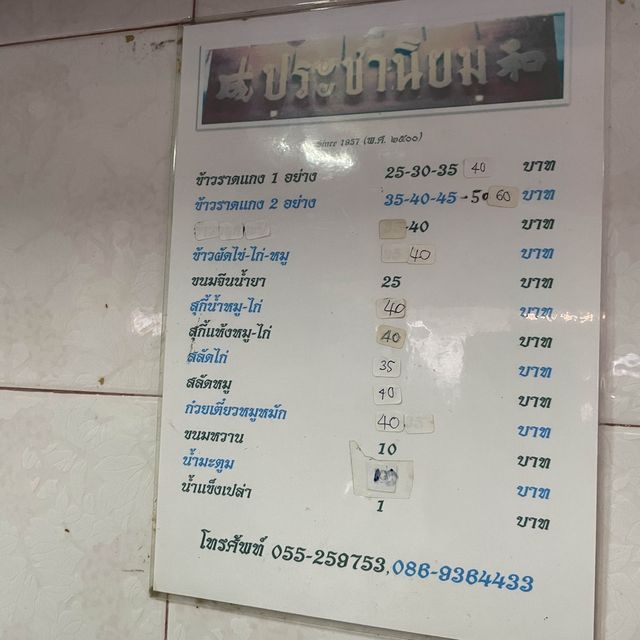 ประชานิยม 和
Since 1957 (พ.ศ. ๒๕๐๐)
ข้าวราดแกง 1 อย่าง 25-30-35 40 บาท
ข้าวราดแกง 2 อย่าง 35-40-45-50 60 บาท
-40 บาท
ข้าวผัดไข่-ไก่-หมู 40 บาท
ขนมจีนน้ำยา 25 บาท
สุกี้น้ำหมู-ไก่ 40 บาท
สุกี้แห้งหมู-ไก่ 40 บาท
สลัดไก่ 35 บาท
สลัดหมู 40 บาท
ก๋วยเตี๋ยวหมูหมัก 40 บาท
ขนมหวาน 10 บาท
น้ำมะตูม บาท
น้ำแข็งเปล่า 1 บาท
โทรศัพท์ 055-259753,086-9364433